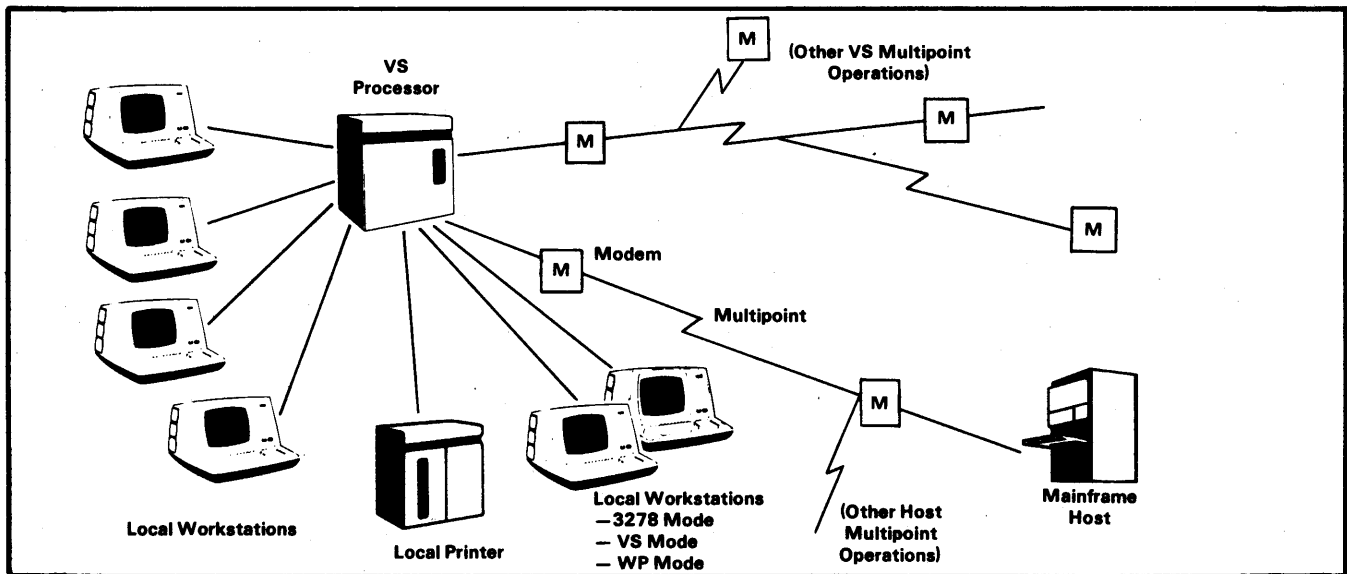 VS
Processor
M
(Other VS Multipoint
Operations)
M
M
M
M
Modem
Multipoint
M
Local Workstations
Local Printer
Local Workstations
—3278 Mode
— VS Mode
— WP Mode
(Other Host
Multipoint
Operations)
Mainframe
Host